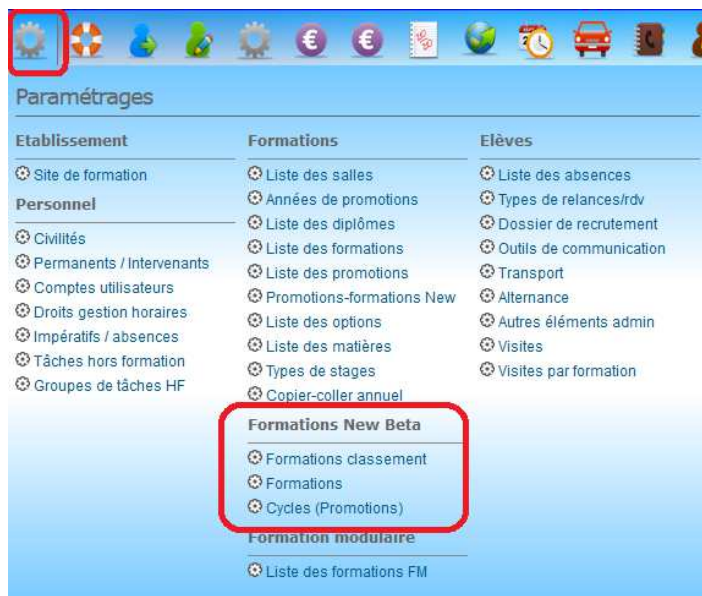 Paramétrages
Etablissement
Site de formation
Personnel
Civilités
Permanents / Intervenants
Comptes utilisateurs
Droits gestion horaires
Impératifs / absences
Tâches hors formation
Groupes de tâches HF
Formations
Liste des salles
Années de promotions
Liste des diplômes
Liste des formations
Liste des promotions
Promotions-formations New
Liste des options
Liste des matières
Types de stages
Copier-coller annuel
Formations New Beta
Formations classement
Formations
Cycles (Promotions)
Formation modulaire
Liste des formations FM
Elèves
Liste des absences
Types de relances/rdv
Dossier de recrutement
Outils de communication
Transport
Alternance
Autres éléments admin
Visites
Visites par formation